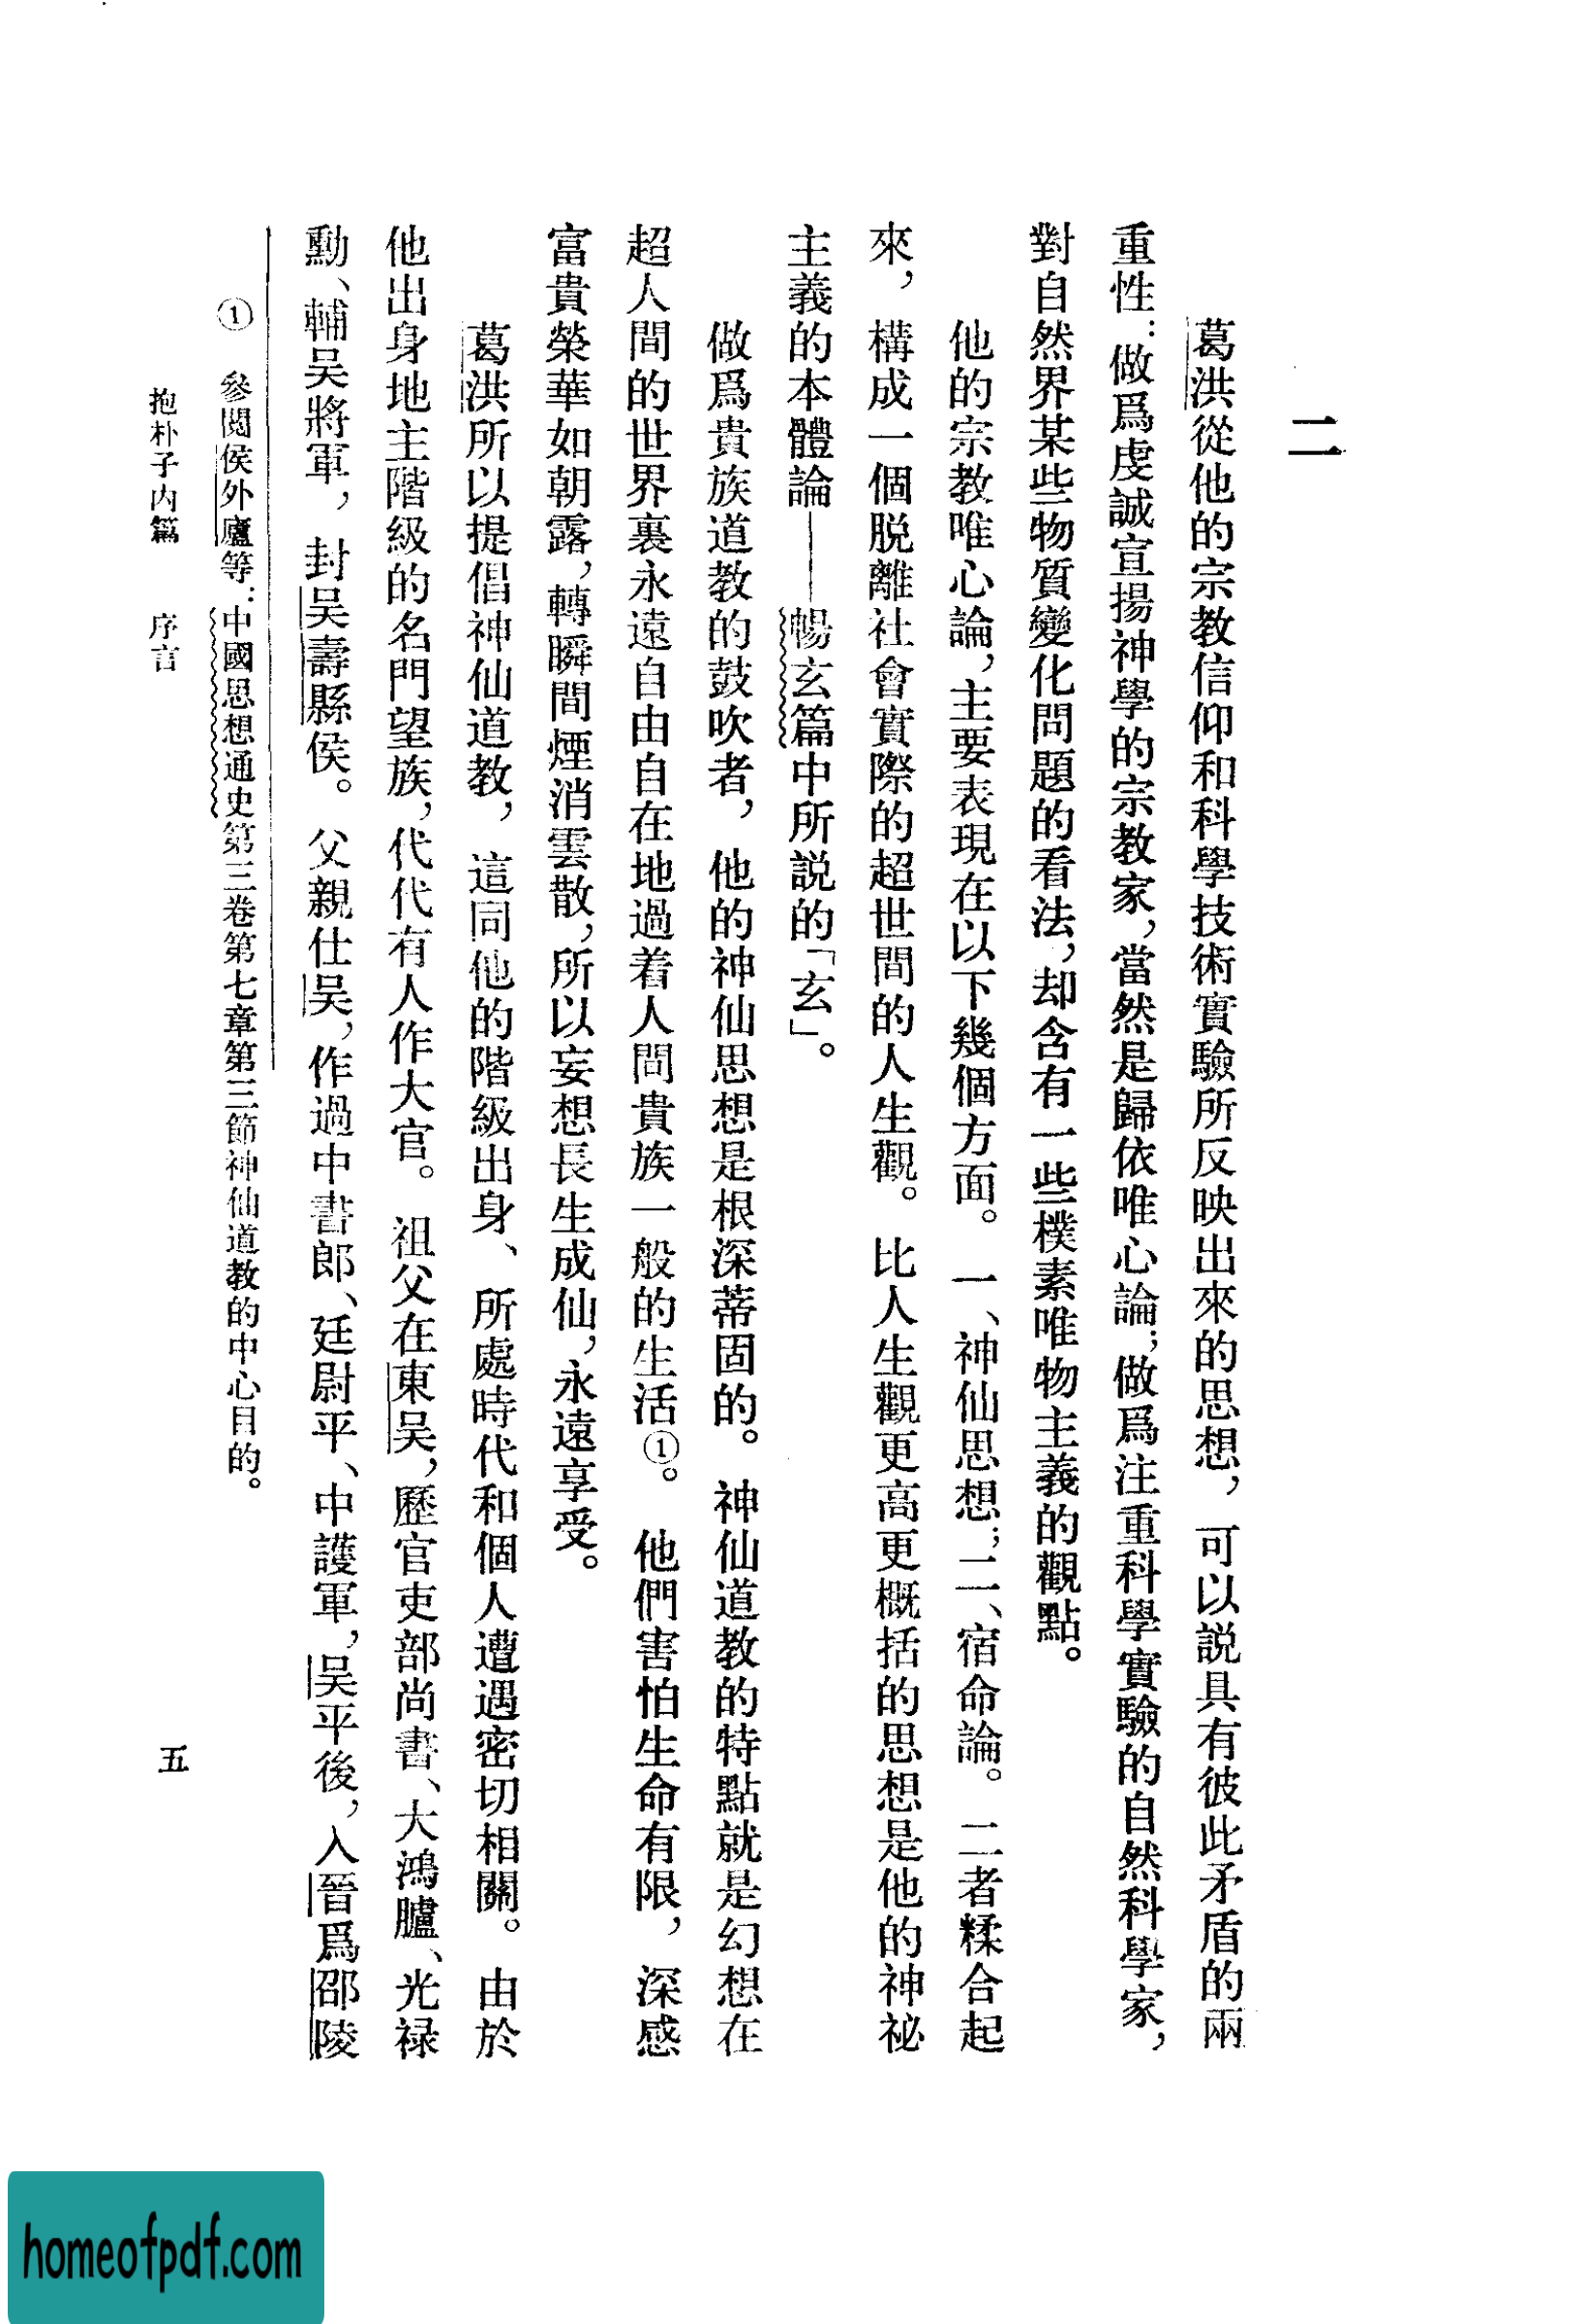 二
葛洪從他的宗教信仰和科學技術實驗所反映出來的思想，可以説具有彼此矛盾的兩
重性：做爲虔誠宣揚神學的宗教家，當然是歸依唯心論；做爲注重科學實驗的自然科學家，
對自然界某些物質變化問題的看法，却含有一些樸素唯物主義的觀點。
他的宗教唯心論，主要表現在以下幾個方面。一、神仙思想；二、宿命論。二者糅合起
來，構成一個脱離社會實際的超世間的人生觀。比人生觀更高更概括的思想是他的神祕
主義的本體論——暢玄篇中所説的「玄」。
做爲貴族道教的鼓吹者，他的神仙思想是根深蒂固的。神仙道教的特點就是幻想在
超人間的世界裏永遠自由自在地過着人間貴族一般的生活①。他們害怕生命有限，深感
富貴榮華如朝露，轉瞬間煙消雲散，所以妄想長生成仙，永遠享受。
葛洪所以提倡神仙道教，這同他的階級出身、所處時代和個人遭遇密切相關。由於
他出身地主階級的名門望族，代代有人作大官。祖父在東吴，歷官吏部尚書、大鴻臚、光禄
勳、輔吴將軍，封吴壽縣侯。父親仕吴，作過中書郎、廷尉平、中護軍，吴平後，入晉爲邵陵
① 參閱侯外廬等：中國思想通史第三卷第七章第三節神仙道教的中心目的。
抱朴子内篇 序言
五
homeofpdf.com